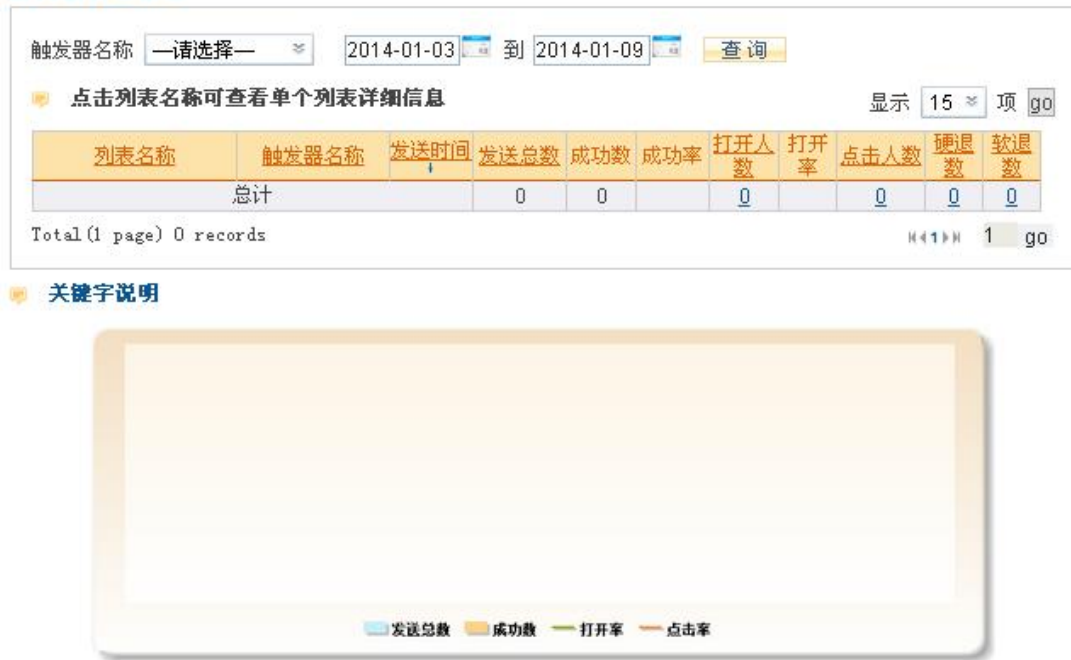 触发器名称 —请选择— 2014-01-03 到 2014-01-09 查询
点击列表名称可查看单个列表详细信息 显示 15 项 go
列表名称 触发器名称 发送时间 发送总数 成功数 成功率 打开人数 打开率 点击人数 硬退数 软退数
总计 0 0 0 0 0 0
Total(1 page) 0 records 1 1 go
关键字说明
发送总数 成功数 打开率 点击率